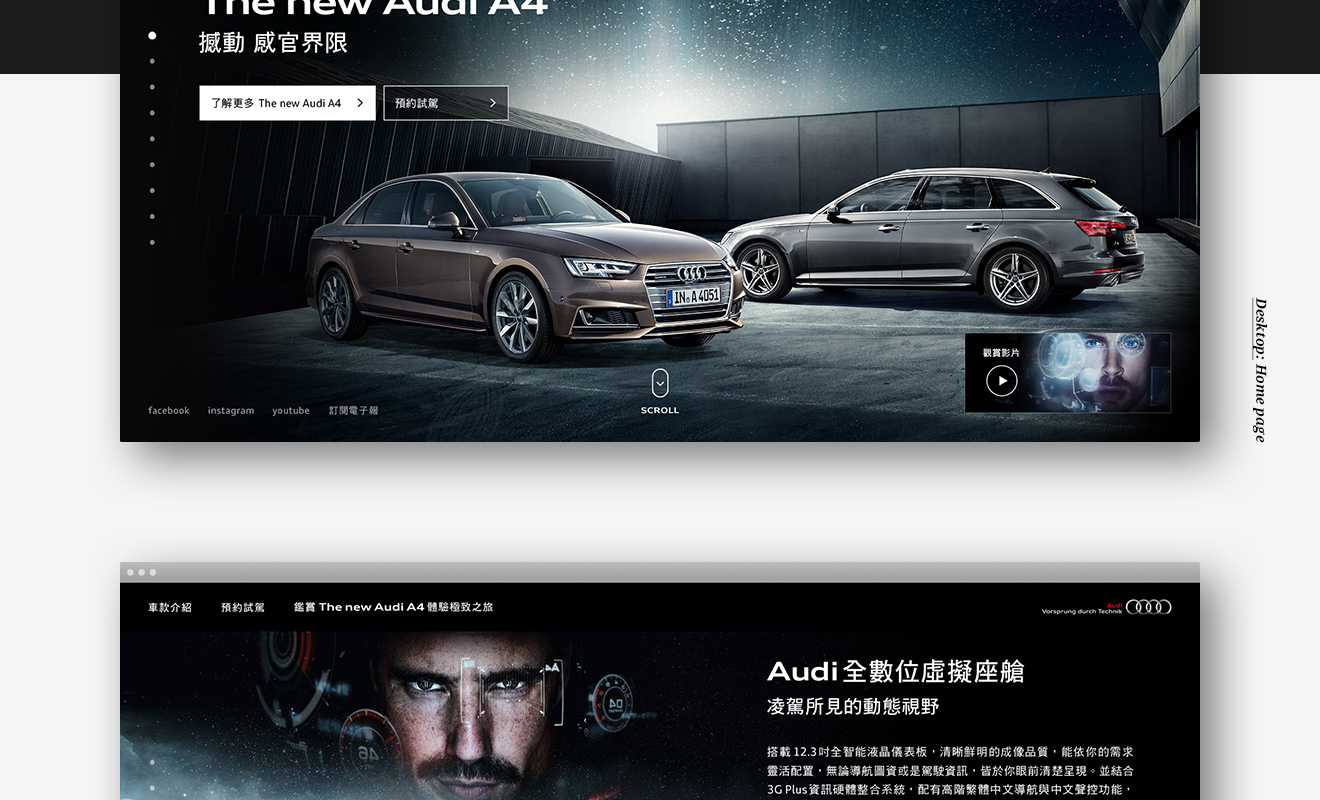 The new Audi A4
撼動 感官界限
了解更多 The new Audi A4
預約試駕
IN A 4051
觀賞影片
SCROLL
facebook instagram youtube 訂閱電子報
Desktop: Home page
車款介紹 預約試駕 鑑賞 The new Audi A4 體驗極致之旅
Audi
Vorsprung durch Technik
A4
Audi 全數位虛擬座艙
凌駕所見的動態視野
搭載 12.3吋全智能液晶儀表板，清晰鮮明的成像品質，能依你的需求
靈活配置，無論導航圖資或是駕駛資訊，皆於你眼前清楚呈現。並結合
3G Plus資訊硬體整合系統，配有高階繁體中文導航與中文聲控功能，